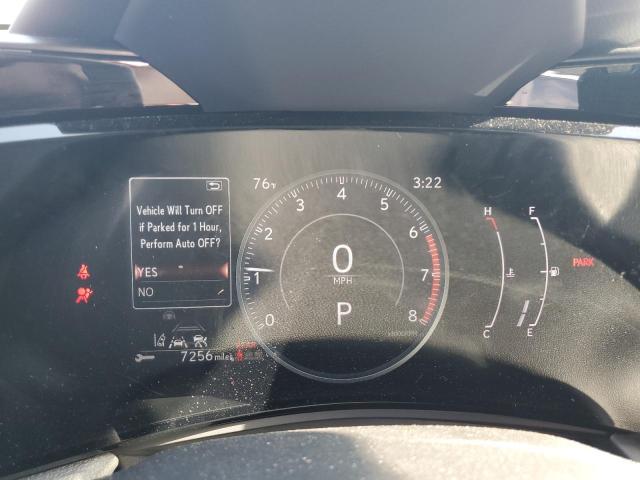 Vehicle Will Turn OFF
if Parked for 1 Hour,
Perform Auto OFF?
YES
NO
7256 miles
76°F
3:22
0 1 2 3 4 5 6 7 8
0
MPH
P
H
C
F
E
PARK